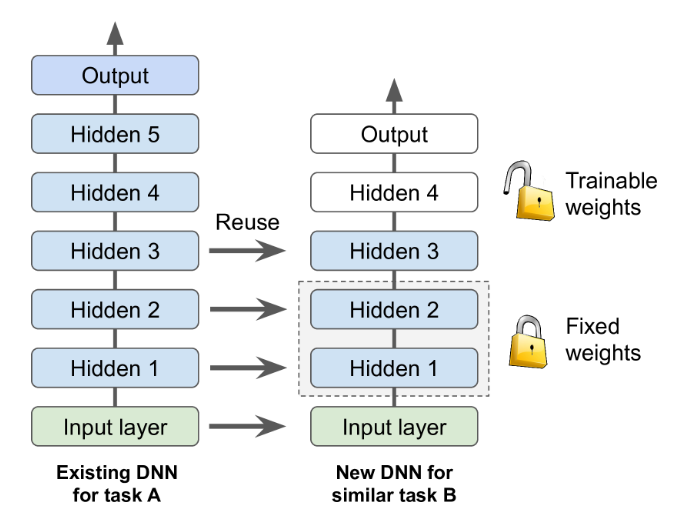 Output
Hidden 5
Hidden 4
Hidden 3
Hidden 2
Hidden 1
Input layer
Existing DNN
for task A
Reuse
Output
Hidden 4
Hidden 3
Hidden 2
Hidden 1
Input layer
New DNN for
similar task B
Trainable
weights
Fixed
weights